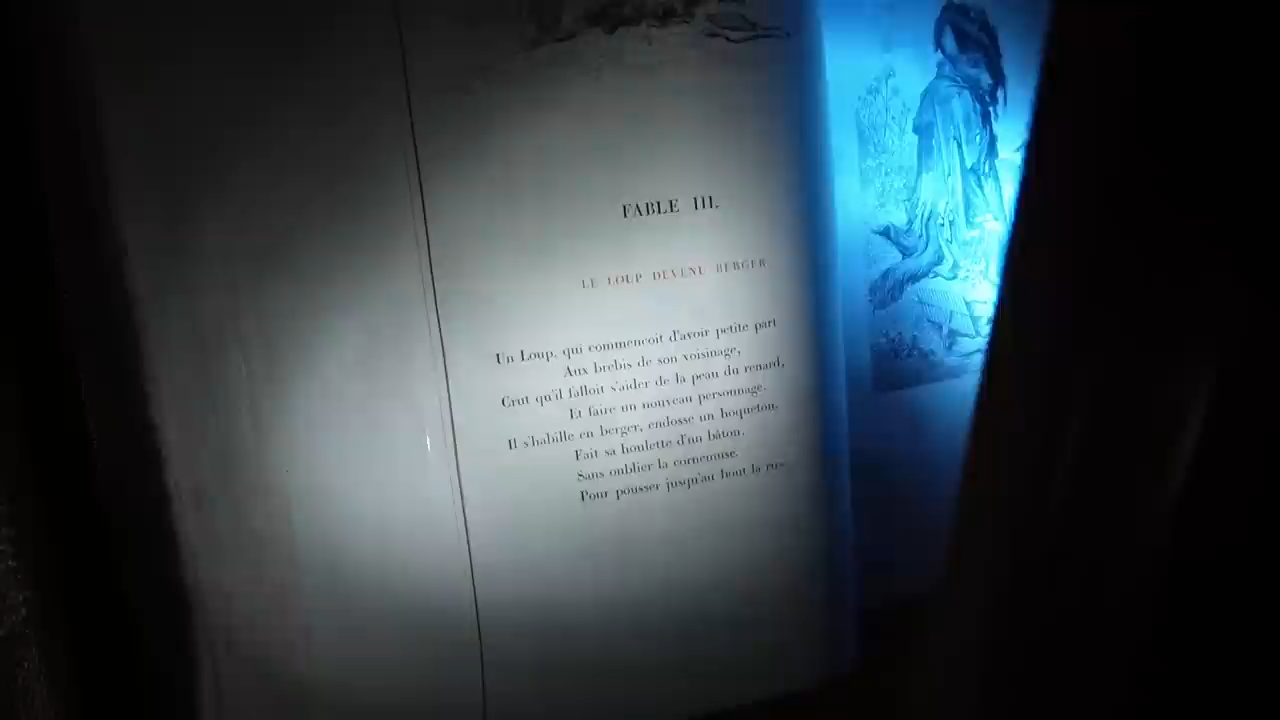 FABLE III.
LE LOUP DEVENU BERGER
Un Loup, qui commencoit d'avoir petite part
Aux brebis de son voisinage,
Crut qu'il falloit s'aider de la peau du renard,
Et faire un nouveau personnage.
Il s'habille en berger, endosse un hoqueton,
Fait sa houlette d'un bâton,
Sans oublier la cornemuse.
Pour pousser jusqu'au bout la ru-